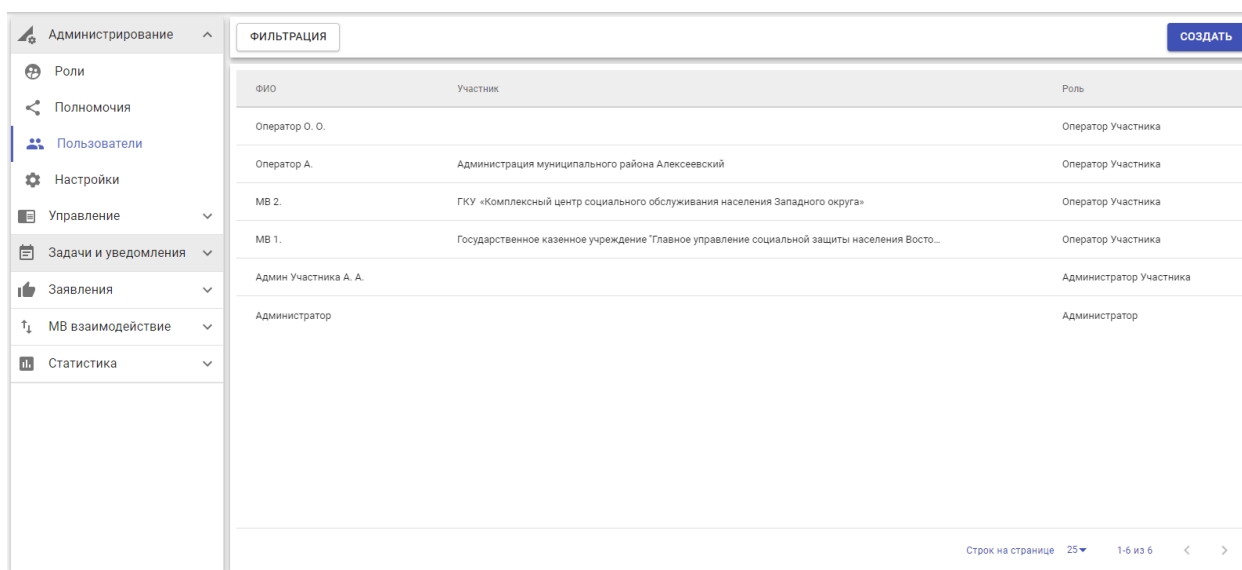 Администрирование
Роли
Полномочия
Пользователи
Настройки
Управление
Задачи и уведомления
Заявления
МВ взаимодействие
Статистика
ФИЛЬТРАЦИЯ СОЗДАТЬ
ФИО Участник Роль
Оператор О. О. Оператор Участника
Оператор А. Администрация муниципального района Алексеевский Оператор Участника
МВ 2. ГКУ «Комплексный центр социального обслуживания населения Западного округа» Оператор Участника
МВ 1. Государственное казенное учреждение "Главное управление социальной защиты населения Восто... Оператор Участника
Админ Участника А. А. Администратор Участника
Администратор Администратор
Строк на странице 25 1-6 из 6